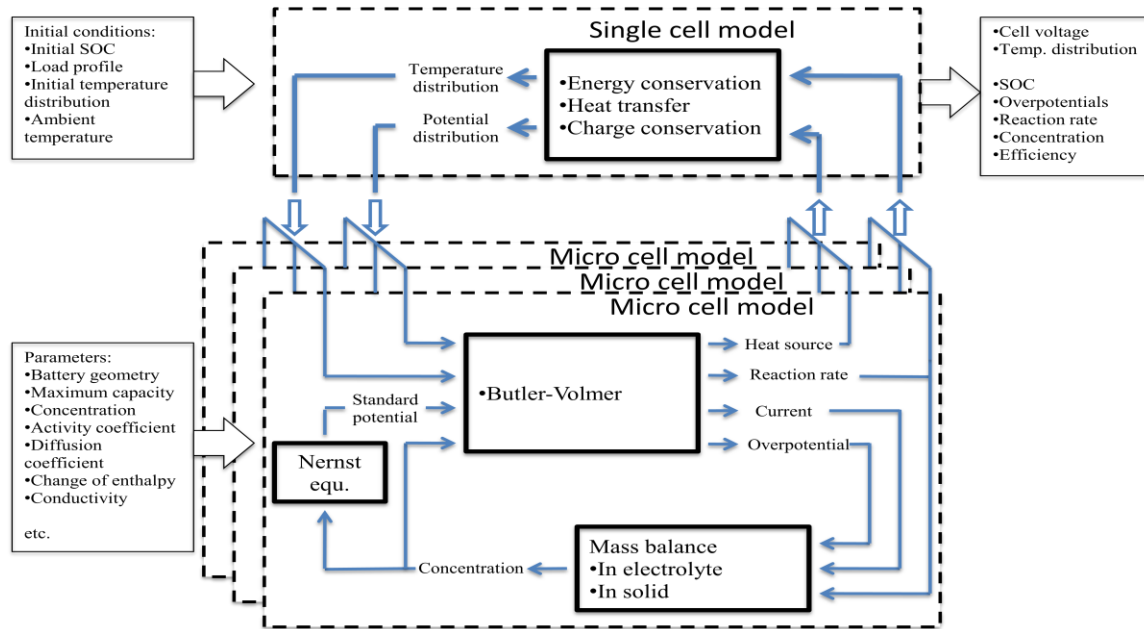 Initial conditions:
•Initial SOC
•Load profile
•Initial temperature
distribution
•Ambient
temperature
Single cell model
Temperature
distribution
Potential
distribution
•Energy conservation
•Heat transfer
•Charge conservation
•Cell voltage
•Temp. distribution
•SOC
•Overpotentials
•Reaction rate
•Concentration
•Efficiency
Micro cell model
Micro cell model
Micro cell model
Parameters:
•Battery geometry
•Maximum capacity
•Concentration
•Activity coefficient
•Diffusion
coefficient
•Change of enthalpy
•Conductivity
etc.
Standard
potential
•Butler-Volmer
Heat source
Reaction rate
Current
Overpotential
Nernst
equ.
Concentration
Mass balance
•In electrolyte
•In solid